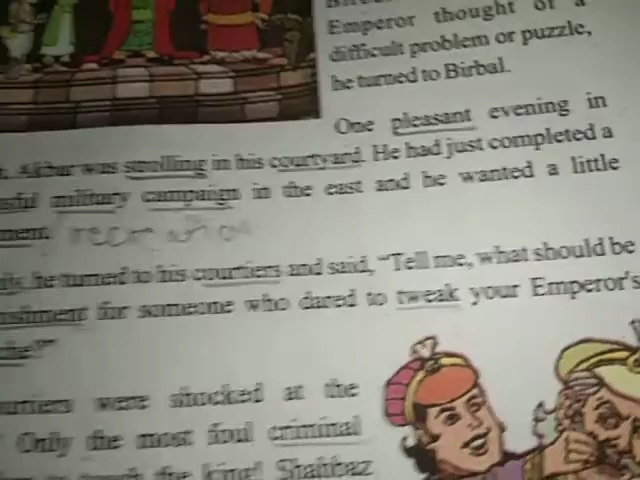 Emperor thought of a
difficult problem or puzzle,
he turned to Birbal.
One pleasant evening in
Akbar was strolling in his courtyard. He had just completed a
military campaign in the east and he wanted a little
he turned to his courtiers and said, "Tell me, what should be
for someone who dared to tweak your Emperor's
were shocked at the
Only the most foul criminal
the king! Shahbaz